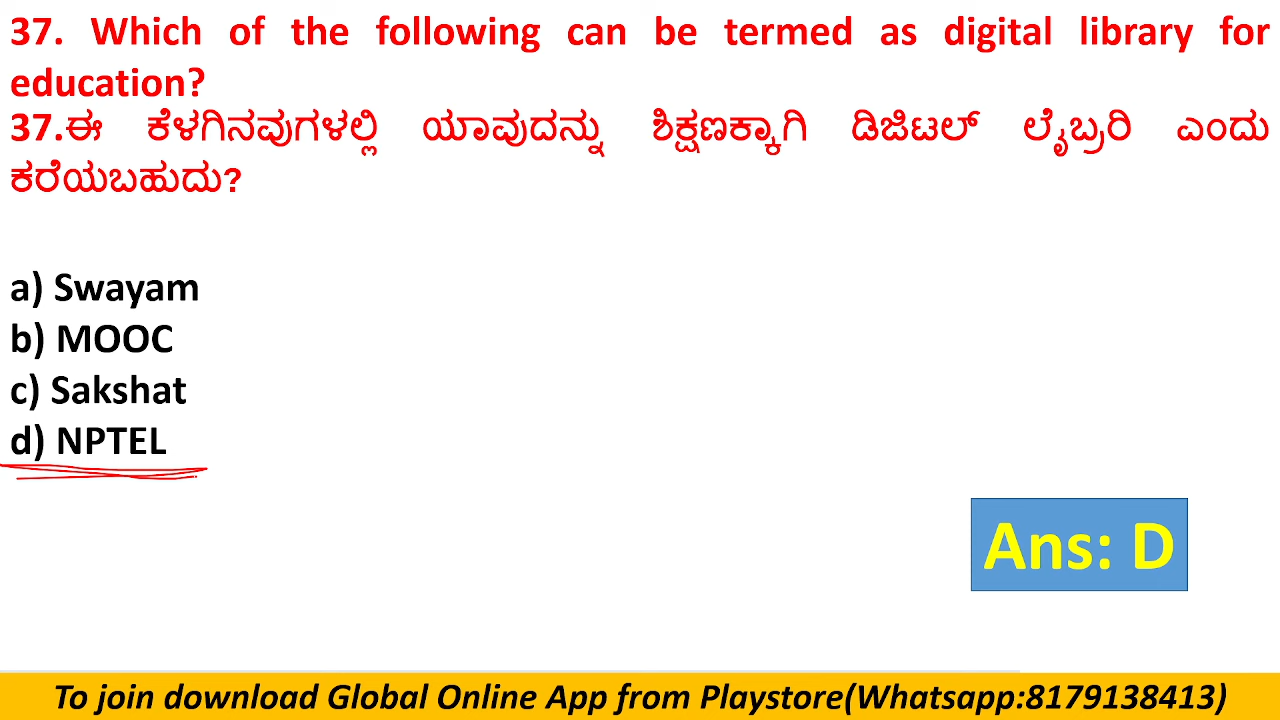 37. Which of the following can be termed as digital library for
education?
37.ಈ ಕೆಳಗಿನವುಗಳಲ್ಲಿ ಯಾವುದನ್ನು ಶಿಕ್ಷಣಕ್ಕಾಗಿ ಡಿಜಿಟಲ್ ಲೈಬ್ರರಿ ಎಂದು
ಕರೆಯಬಹುದು?
a) Swayam
b) MOOC
c) Sakshat
d) NPTEL
Ans: D
To join download Global Online App from Playstore(Whatsapp:8179138413)